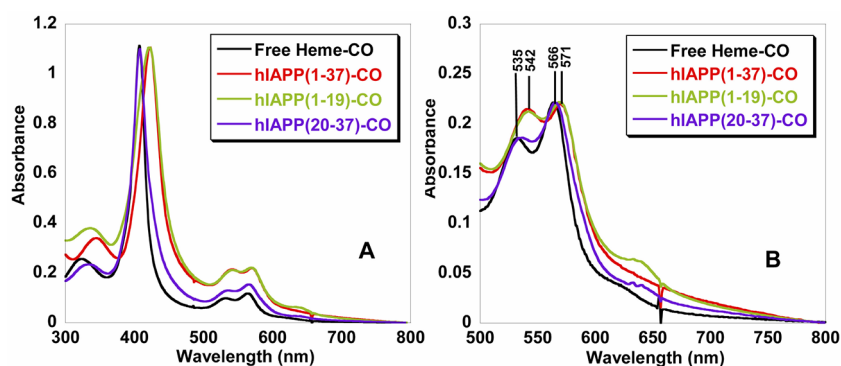 1.2
1
0.8
0.6
0.4
0.2
0
300 400 500 600 700 800
Absorbance
Wavelength (nm)
Free Heme-CO
hIAPP(1-37)-CO
hIAPP(1-19)-CO
hIAPP(20-37)-CO
A
0.3
0.25
0.2
0.15
0.1
0.05
0
500 550 600 650 700 750 800
Absorbance
Wavelength (nm)
535
542
566
571
Free Heme-CO
hIAPP(1-37)-CO
hIAPP(1-19)-CO
hIAPP(20-37)-CO
B